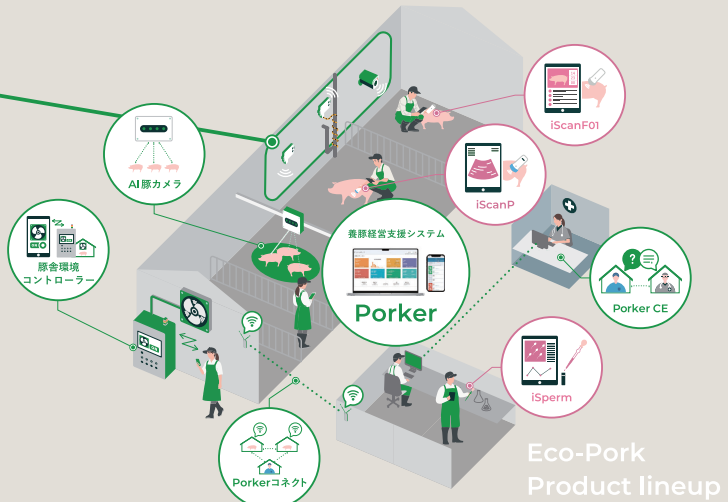 iScanF01
AI豚カメラ
iScanP
養豚経営支援システム
Porker
豚舎環境
コントローラー
Porker CE
iSperm
Porkerコネクト
Eco-Pork
Product lineup